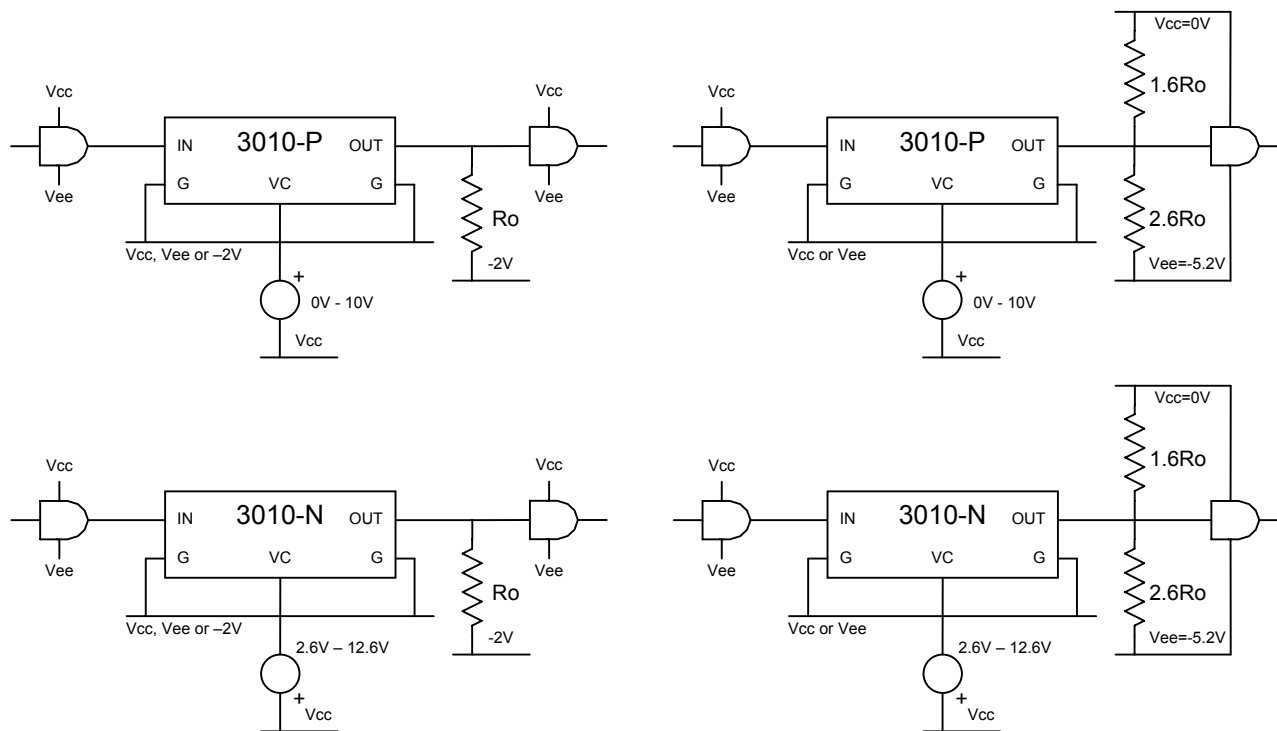 Vcc
3010-P
IN
OUT
G
VC
G
Vee
Vcc
Vee
Ro
Vcc, Vee or –2V
-2V
+
0V - 10V
Vcc
Vcc=0V
1.6Ro
Vcc
3010-P
IN
OUT
G
VC
G
Vee
2.6Ro
Vcc or Vee
Vee=-5.2V
+
0V - 10V
Vcc
Vcc
3010-N
IN
OUT
G
VC
G
Vee
Vcc
Vee
Ro
Vcc, Vee or –2V
-2V
2.6V – 12.6V
+
Vcc
Vcc=0V
1.6Ro
Vcc
3010-N
IN
OUT
G
VC
G
Vee
2.6Ro
Vcc or Vee
Vee=-5.2V
2.6V – 12.6V
+
Vcc